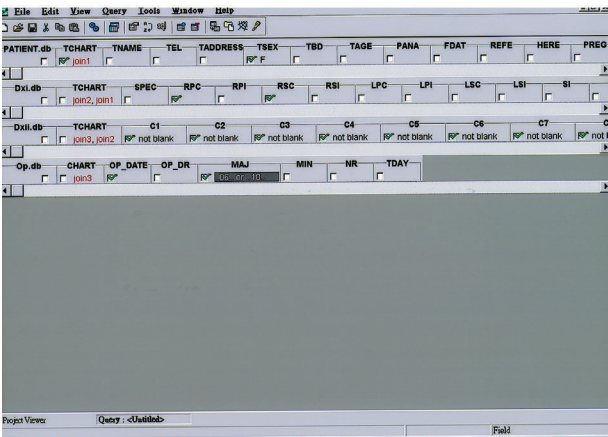 File Edit View Query Tools Window Help
PATIENT.db TCHART TNAME TEL TADDRESS TSEX TBD TAGE PANA FDAT REFE HERE PREG
join1 F
Dxi.db TCHART SPEC RPC RPI RSC RSI LPC LPI LSC LSI SI
join2, join1
Dxii.db TCHART C1 C2 C3 C4 C5 C6 C7 C
join3, join2 not blank not blank not blank not blank not blank not blank not blank not b
Op.db CHART OP_DATE OP_DR MAJ MIN NR TDAY
join3
Project Viewer Query : <Untitled>
Field